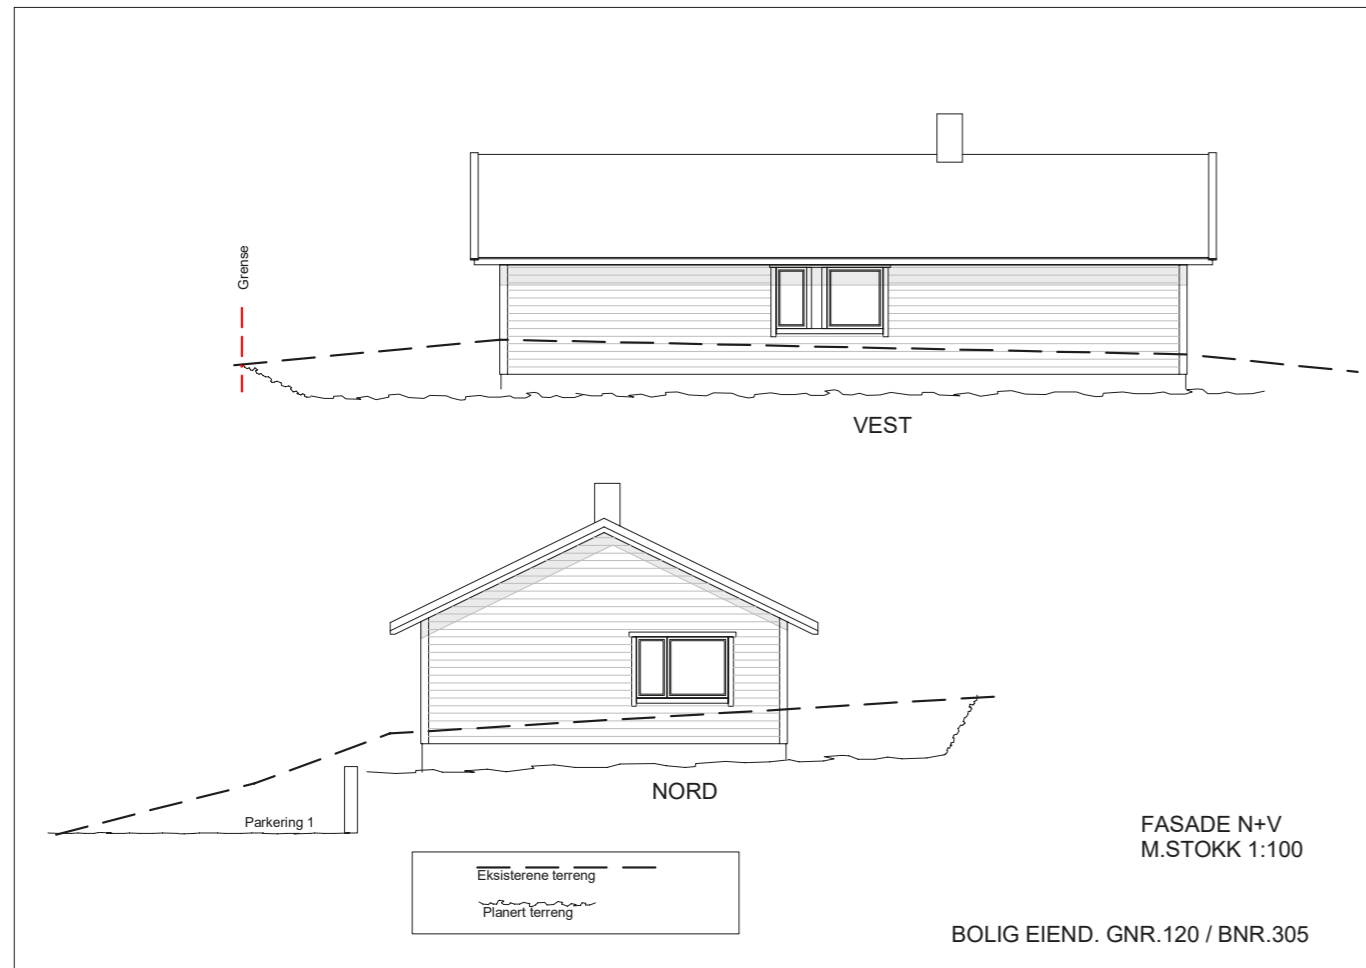 Grense
VEST
NORD
Parkering 1
Eksisterene terreng
Planert terreng
FASADE N+V
M.STOKK 1:100
BOLIG EIEND. GNR.120 / BNR.305